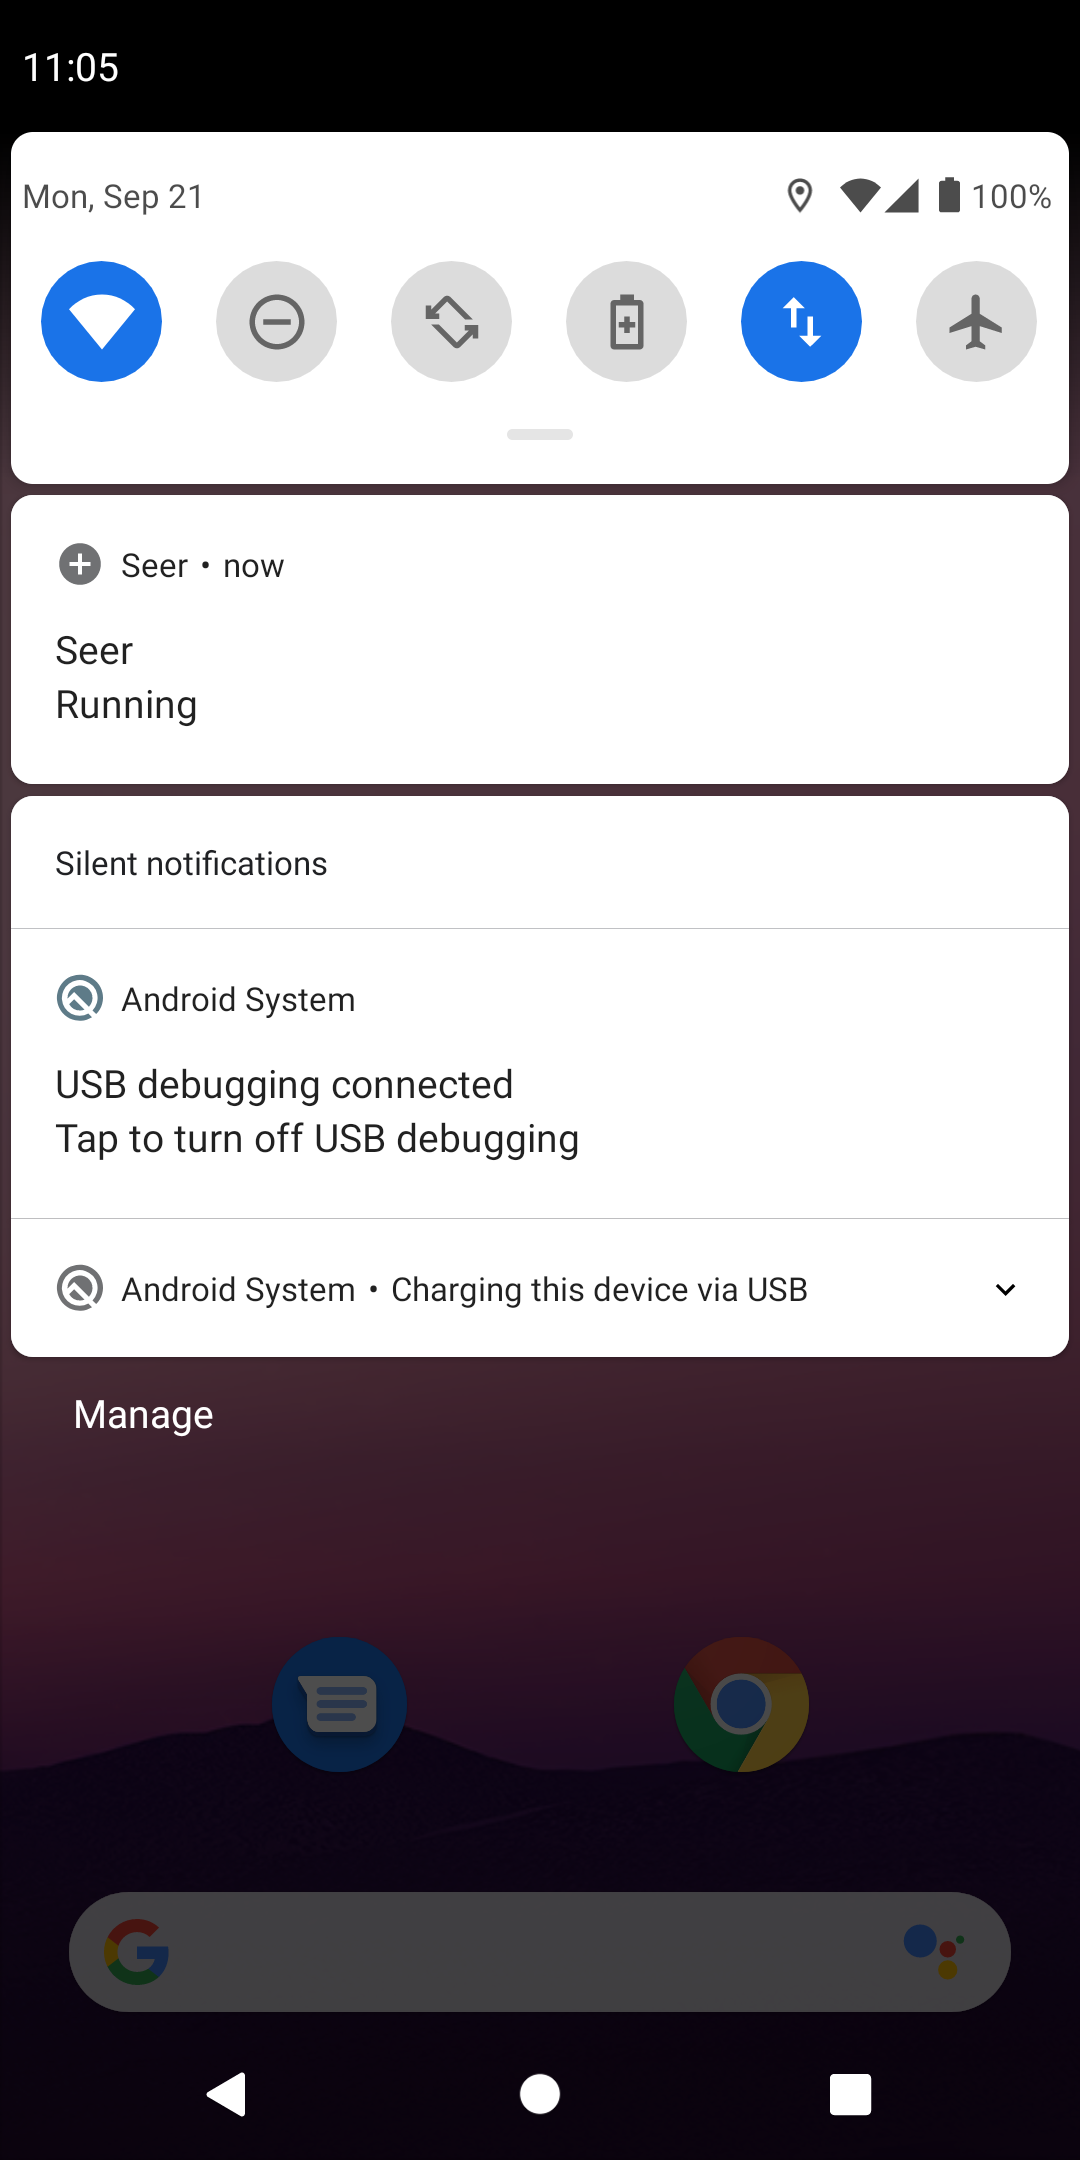 11:05
Mon, Sep 21
100%
Seer • now
Seer
Running
Silent notifications
Android System
USB debugging connected
Tap to turn off USB debugging
Android System • Charging this device via USB
Manage